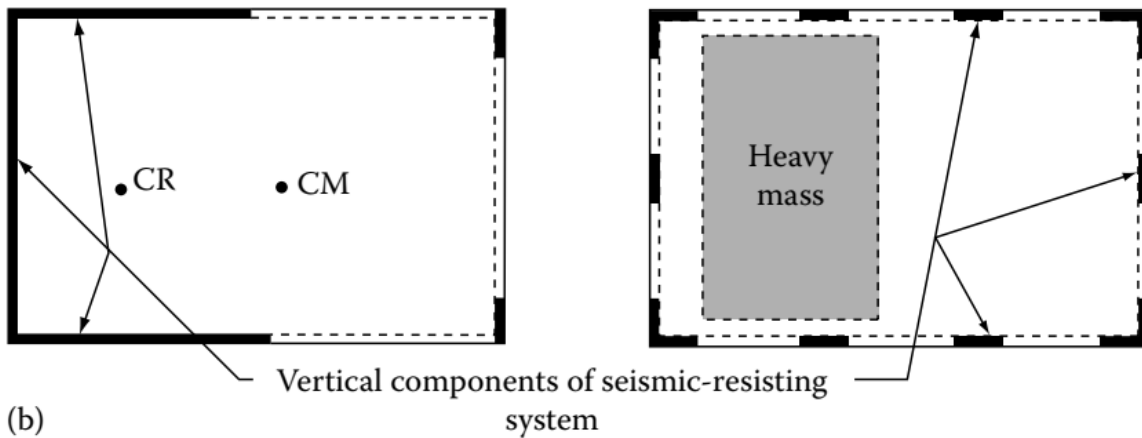 CR
CM
Heavy
mass
Vertical components of seismic-resisting
system
(b)